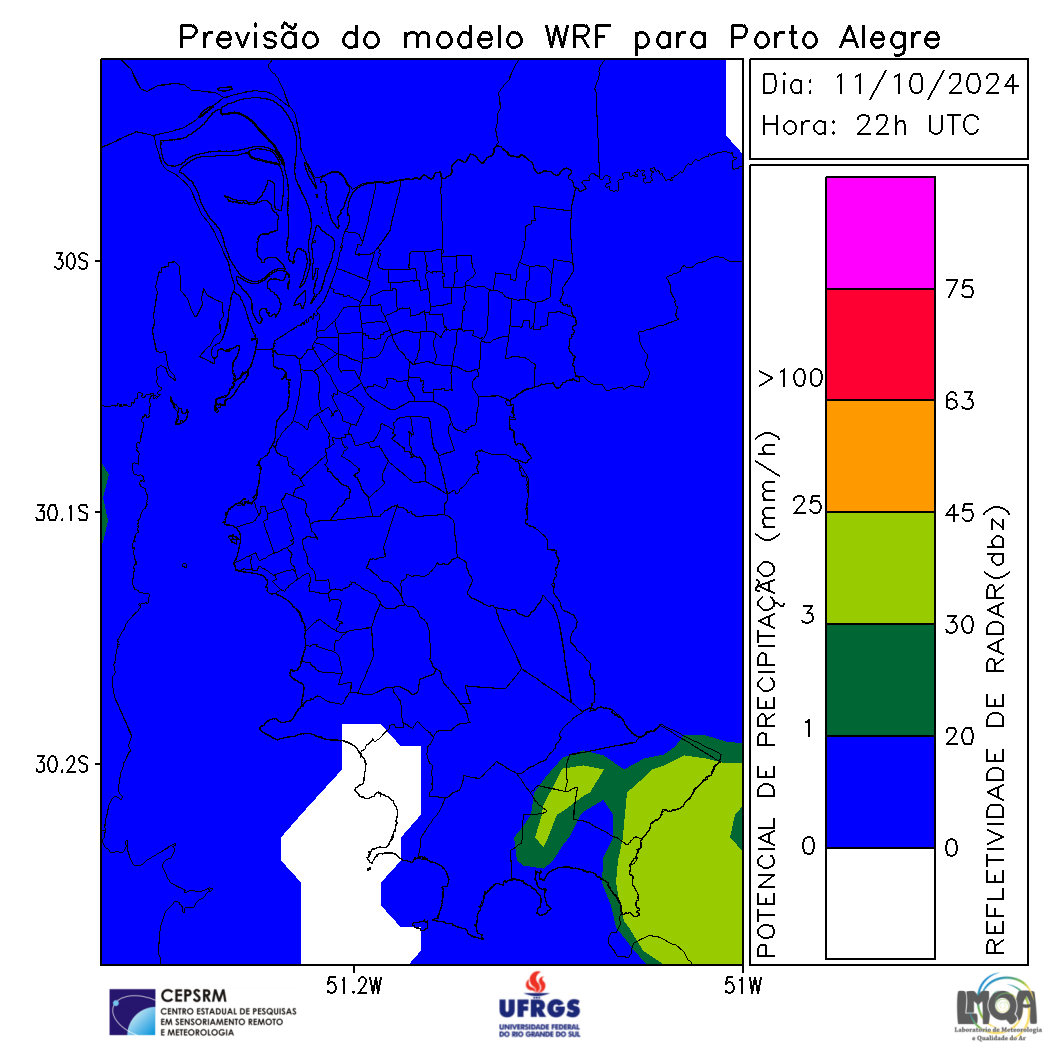 Previsão do modelo WRF para Porto Alegre
Dia: 11/10/2024
Hora: 22h UTC
30S
30.1S
30.2S
51.2W
51W
POTENCIAL DE PRECIPITAÇÃO (mm/h)
>100
25
3
1
0
75
63
45
30
20
0
REFLETIVIDADE DE RADAR(dbz)
CEPSRM
CENTRO ESTADUAL DE PESQUISAS
EM SENSORIAMENTO REMOTO
E METEOROLOGIA
UFRGS
UNIVERSIDADE FEDERAL
DO RIO GRANDE DO SUL
LMQA
Laboratório de Meteorologia
e Qualidade do Ar